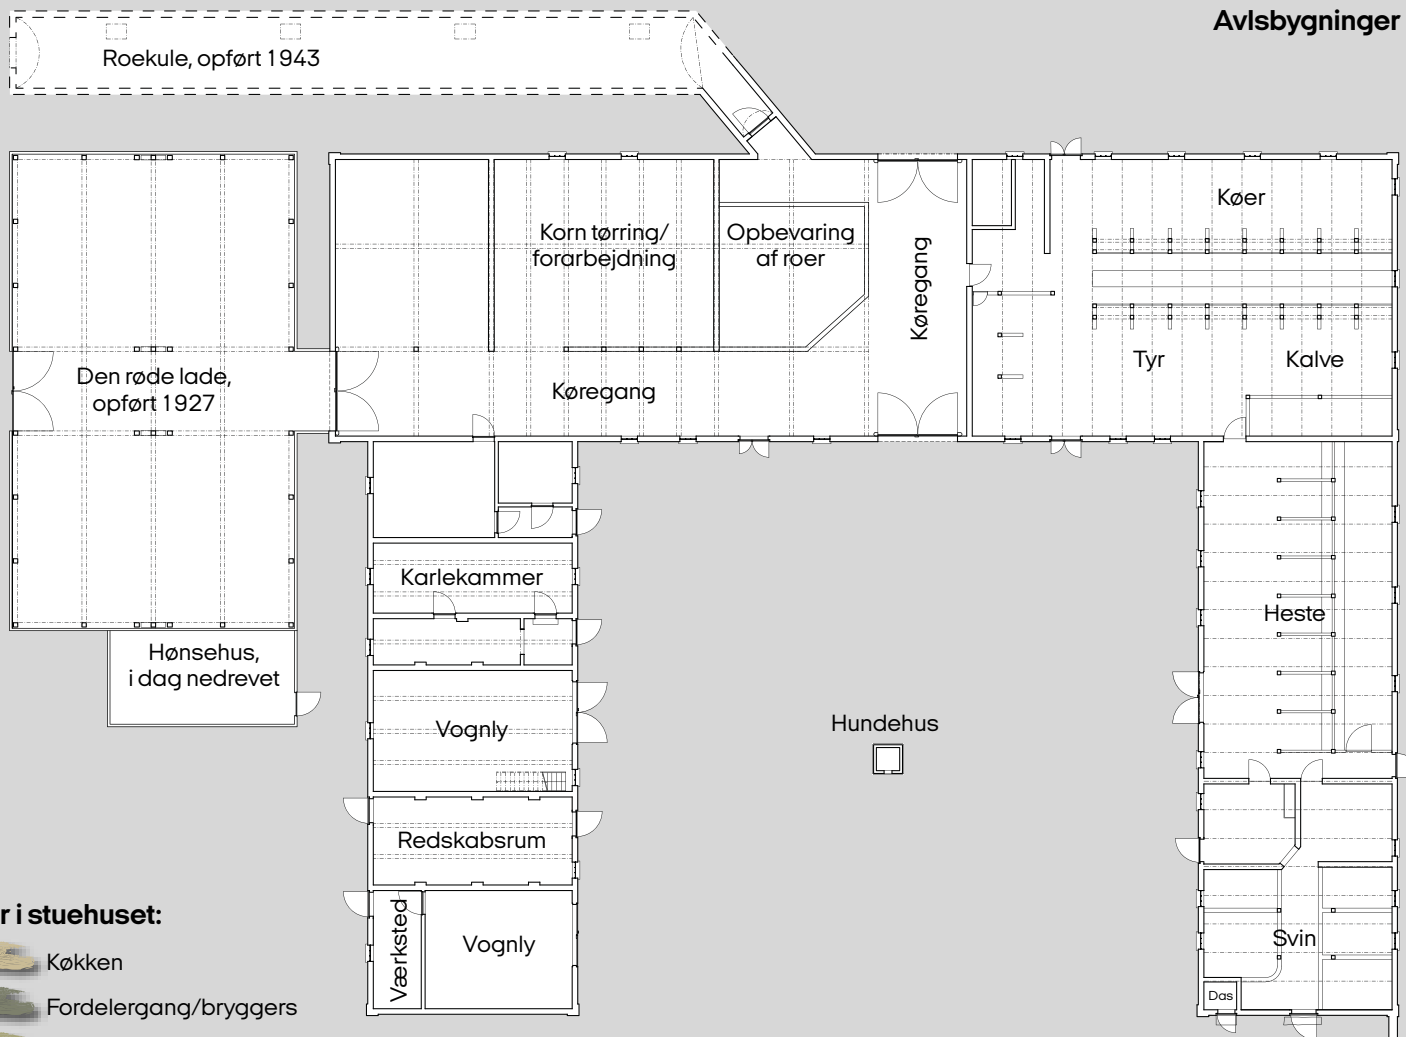 Avlsbygninger
Roekule, opført 1943
Køer
Korn tørring/
forarbejdning
Opbevaring
af roer
Køregang
Tyr
Kalve
Den røde lade,
opført 1927
Køregang
Karlekammer
Heste
Hønsehus,
i dag nedrevet
Vognly
Hundehus
Redskabsrum
Værksted
Vognly
Svin
Das
r i stuehuset:
Køkken
Fordelergang/bryggers